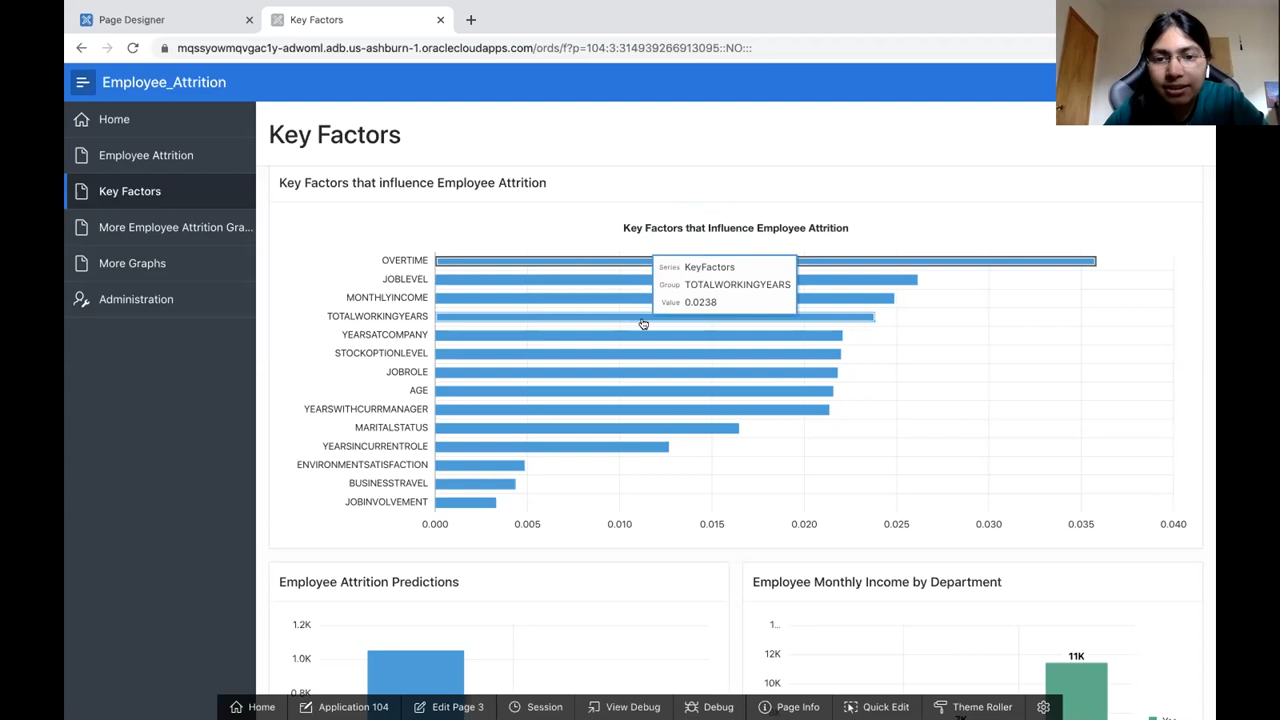 Page Designer
Key Factors
mqssyowmqvgac1y-adwoml.adb.us-ashburn-1.oraclecloudapps.com/ords/f?p=104:3:314939266913095::NO:::
Employee_Attrition
Home
Employee Attrition
Key Factors
More Employee Attrition Gra...
More Graphs
Administration
Key Factors
Key Factors that influence Employee Attrition
Key Factors that Influence Employee Attrition
OVERTIME
JOBLEVEL
MONTHLYINCOME
TOTALWORKINGYEARS
YEARSATCOMPANY
STOCKOPTIONLEVEL
JOBROLE
AGE
YEARSWITHCURRMANAGER
MARITALSTATUS
YEARSINCURRENTROLE
ENVIRONMENTSATISFACTION
BUSINESSTRAVEL
JOBINVOLVEMENT
Series KeyFactors
Group TOTALWORKINGYEARS
Value 0.0238
0.000 0.005 0.010 0.015 0.020 0.025 0.030 0.035 0.040
Employee Attrition Predictions
1.2K
1.0K
0.8K
Employee Monthly Income by Department
1...
12K
10K
11K
Home
Application 104
Edit Page 3
Session
View Debug
Debug
Page Info
Quick Edit
Theme Roller